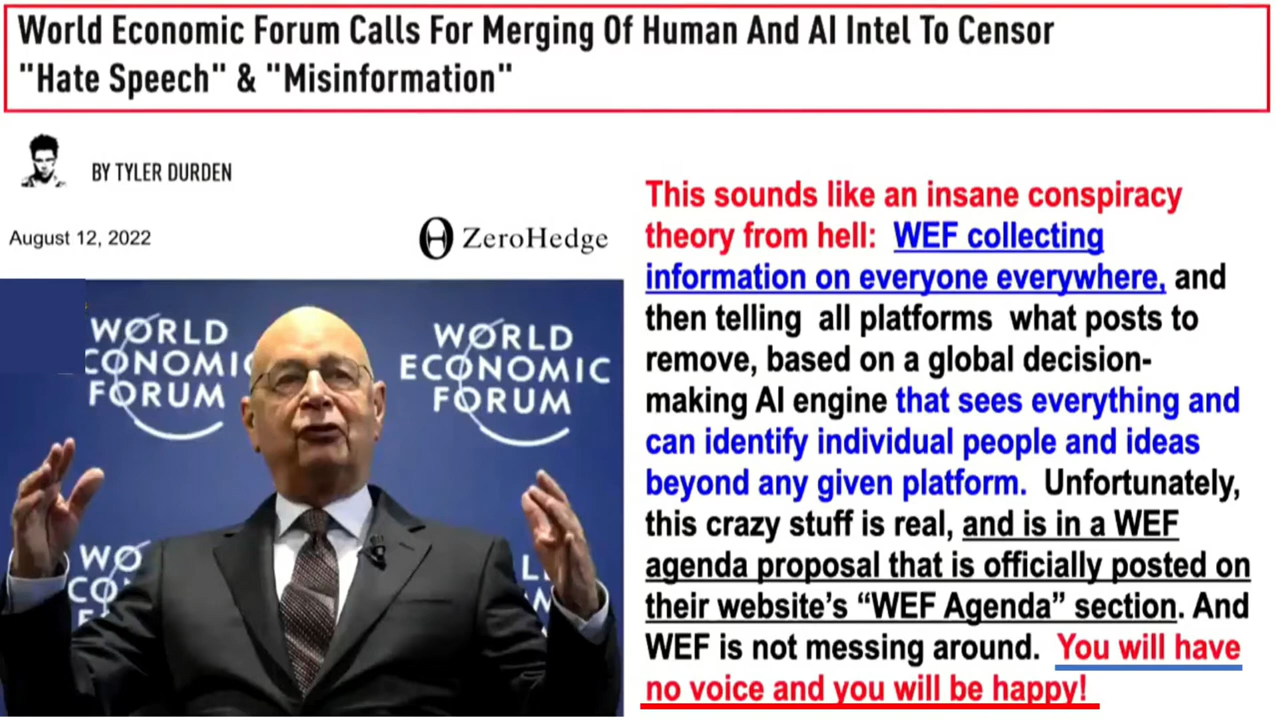 World Economic Forum Calls For Merging Of Human And AI Intel To Censor
"Hate Speech" & "Misinformation"
BY TYLER DURDEN
August 12, 2022
ZeroHedge
WORLD
CONOMIC
FORUM
WORLD
ECONOMIC
FORUM
This sounds like an insane conspiracy
theory from hell: WEF collecting
information on everyone everywhere, and
then telling all platforms what posts to
remove, based on a global decision-
making AI engine that sees everything and
can identify individual people and ideas
beyond any given platform. Unfortunately,
this crazy stuff is real, and is in a WEF
agenda proposal that is officially posted on
their website's “WEF Agenda” section. And
WEF is not messing around. You will have
no voice and you will be happy!